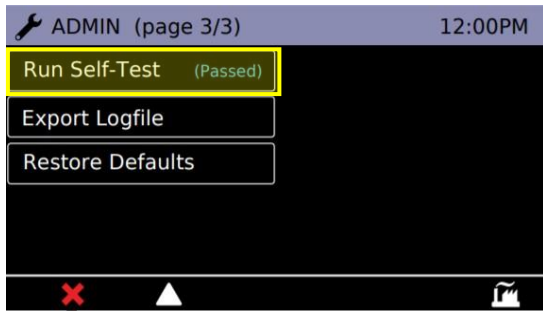 ADMIN (page 3/3) 12:00PM
Run Self-Test (Passed)
Export Logfile
Restore Defaults